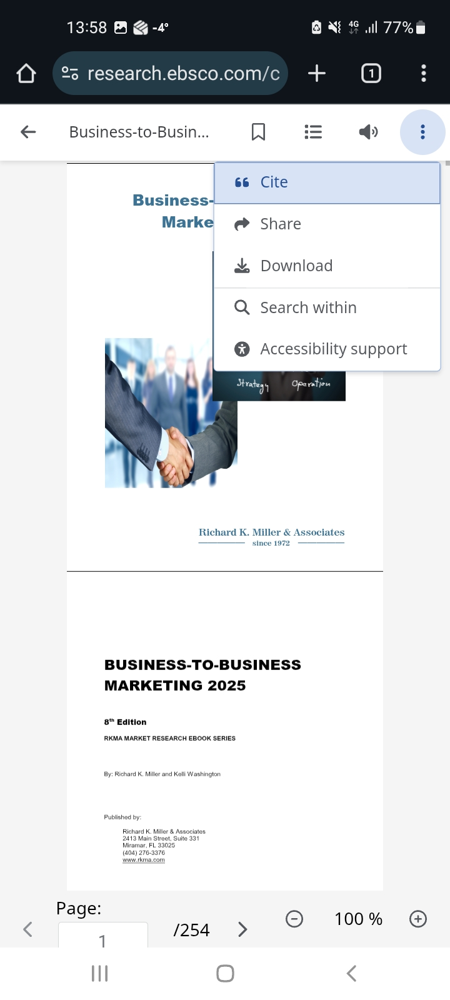 13:58 -4° 4G 77%
research.ebsco.com/c 1
Business-to-Busin...
Cite
Share
Download
Search within
Accessibility support
Business-
Marke
Strategy Operation
Richard K. Miller & Associates
since 1972
BUSINESS-TO-BUSINESS
MARKETING 2025
8th Edition
RKMA MARKET RESEARCH EBOOK SERIES
By: Richard K. Miller and Kelli Washington
Published by:
Richard K. Miller & Associates
2413 Main Street, Suite 331
Miramar, FL 33025
(404) 276-3376
www.rkma.com
Page:
1 /254 100 %